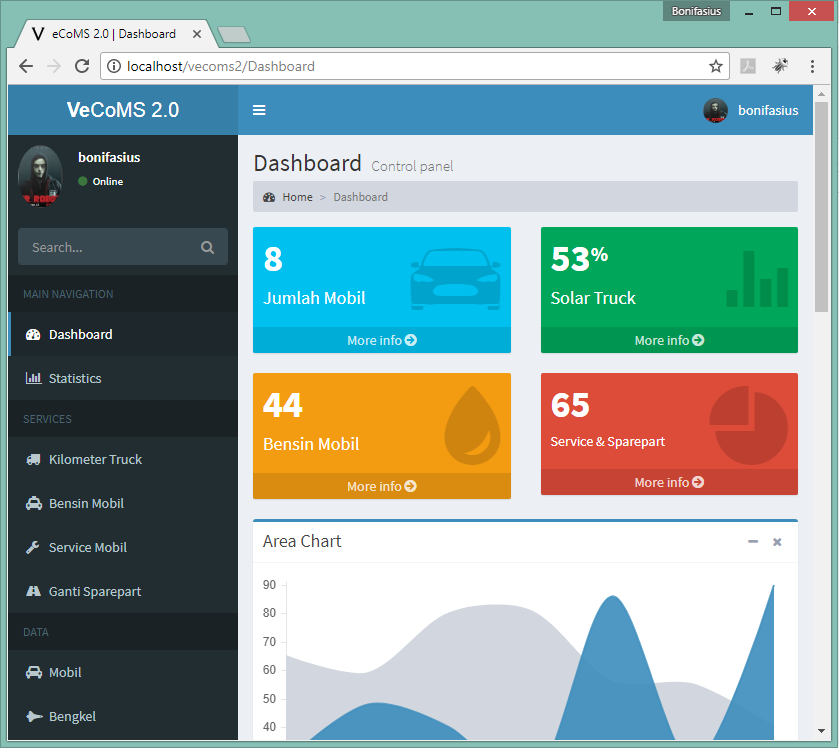 Bonifasius
eCoMS 2.0 | Dashboard
localhost/vecoms2/Dashboard
VeCoMS 2.0
bonifasius
bonifasius
Online
Search...
MAIN NAVIGATION
Dashboard
Statistics
SERVICES
Kilometer Truck
Bensin Mobil
Service Mobil
Ganti Sparepart
DATA
Mobil
Bengkel
Dashboard Control panel
Home > Dashboard
8
Jumlah Mobil
More info
53%
Solar Truck
More info
44
Bensin Mobil
More info
65
Service & Sparepart
More info
Area Chart
90
80
70
60
50
40